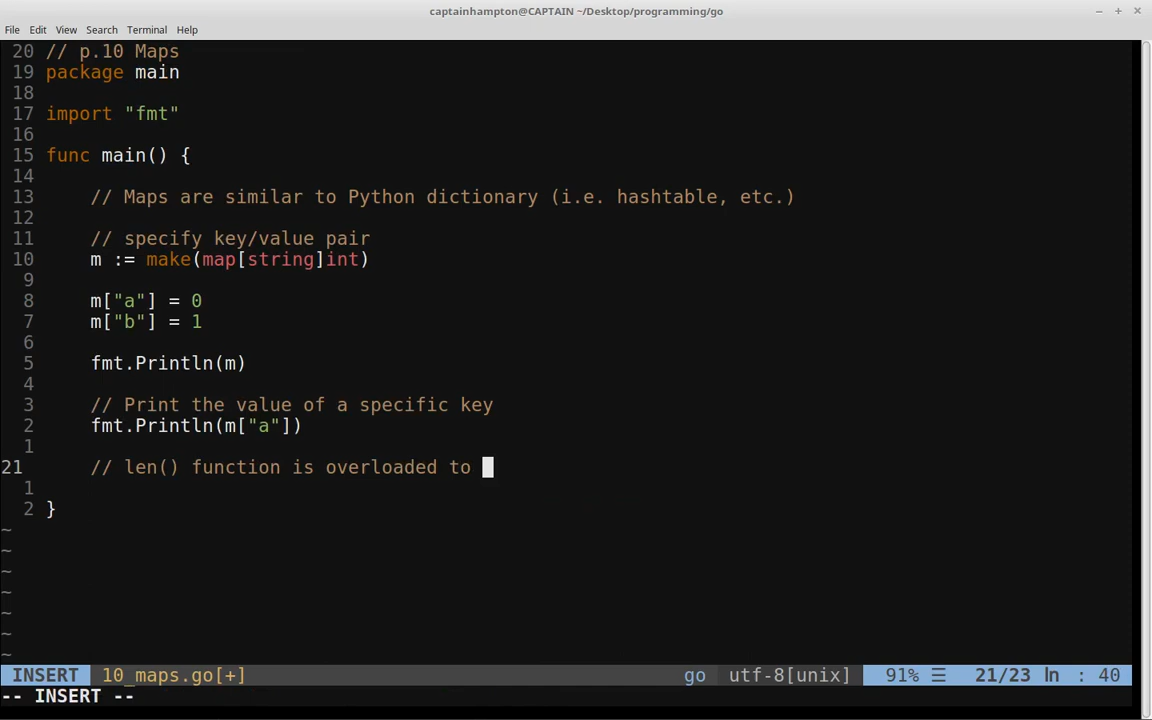 captainhampton@CAPTAIN ~/Desktop/programming/go
File Edit View Search Terminal Help
20 // p.10 Maps
19 package main
18
17 import "fmt"
16
15 func main() {
14
13     // Maps are similar to Python dictionary (i.e. hashtable, etc.)
12
11     // specify key/value pair
10     m := make(map[string]int)
9
8     m["a"] = 0
7     m["b"] = 1
6
5     fmt.Println(m)
4
3     // Print the value of a specific key
2     fmt.Println(m["a"])
1
21     // len() function is overloaded to
1
2 }
~
~
~
~
~
~
~
INSERT 10_maps.go[+] go utf-8[unix] 91% ☰ 21/23 ln : 40
-- INSERT --